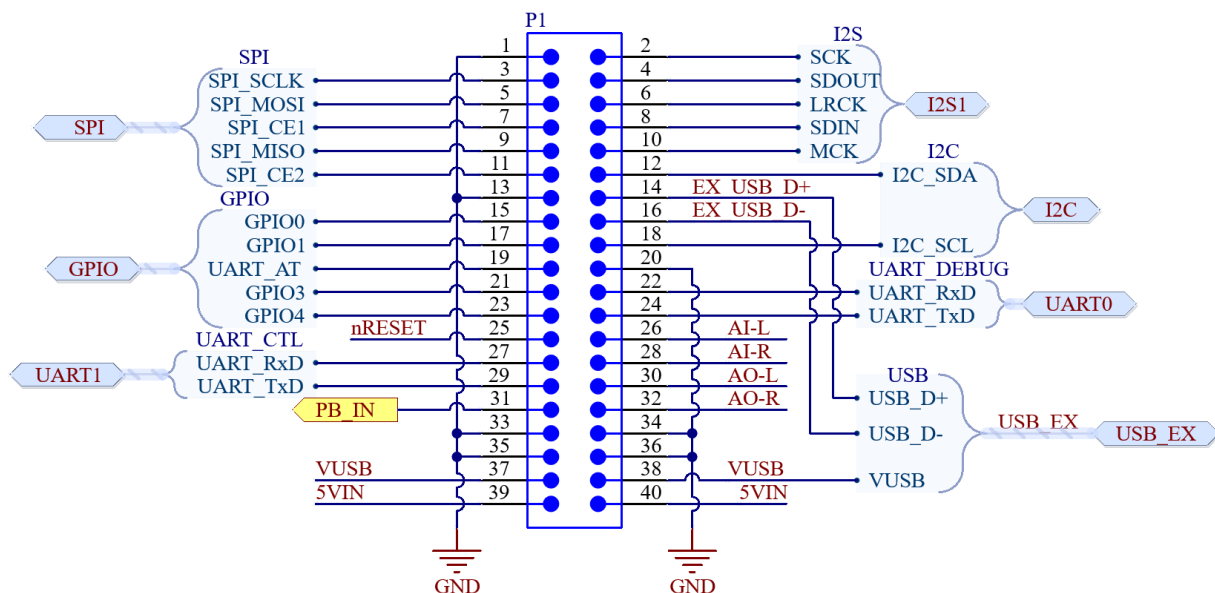 P1
SPI 1 2 I2S
SCK
SPI_SCLK 3 4 SDOUT
SPI_MOSI 5 6 LRCK I2S1
SPI SPI_CE1 7 8 SDIN
SPI_MISO 9 10 MCK
SPI_CE2 11 12 I2C
I2C_SDA
GPIO 13 14 EX_USB_D+
GPIO0 15 16 EX_USB_D- I2C
GPIO1 17 18 I2C_SCL
GPIO UART_AT 19 20 UART_DEBUG
GPIO3 21 22 UART_RxD
GPIO4 23 24 UART_TxD UART0
nRESET 25 26 AI-L
UART_CTL
UART_RxD 27 28 AI-R
UART1 UART_TxD 29 30 AO-L USB
PB_IN 31 32 AO-R USB_D+
33 34 USB_D- USB_EX USB_EX
35 36
VUSB 37 38 VUSB VUSB
5VIN 39 40 5VIN
GND GND